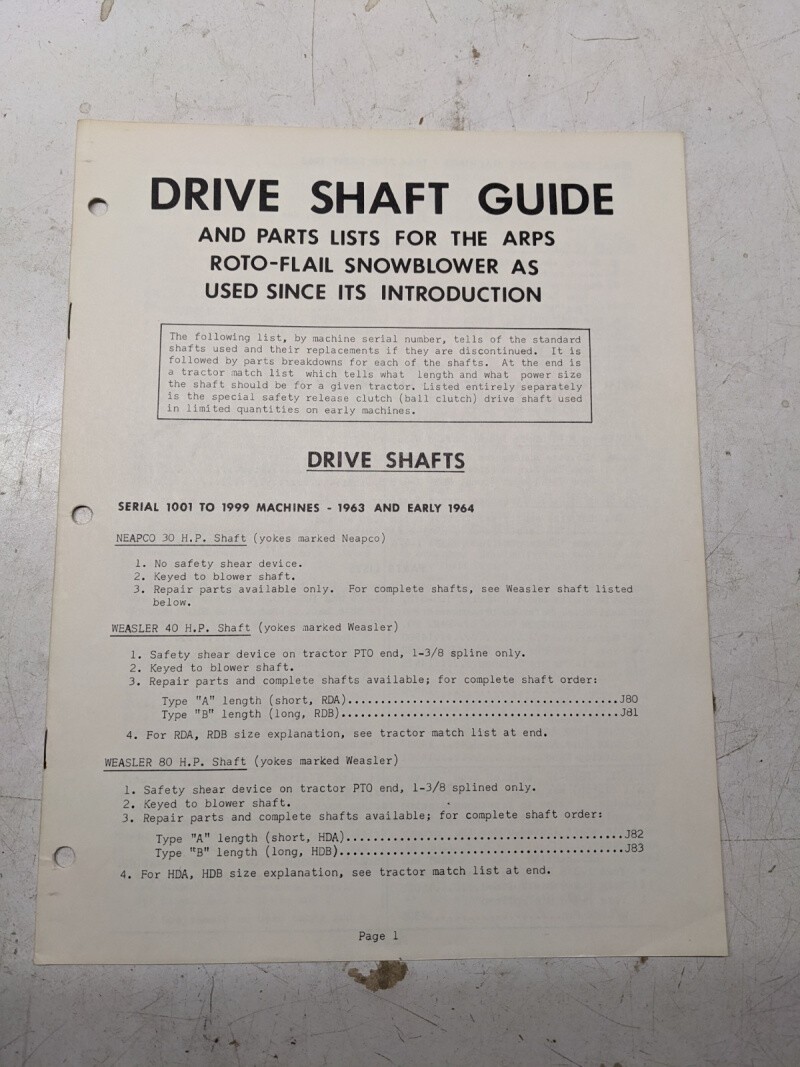 DRIVE SHAFT GUIDE
AND PARTS LISTS FOR THE ARPS
ROTO-FLAIL SNOWBLOWER AS
USED SINCE ITS INTRODUCTION
The following list, by machine serial number, tells of the standard
shafts used and their replacements if they are discontinued. It is
followed by parts breakdowns for each of the shafts. At the end is
a tractor match list which tells what length and what power size
the shaft should be for a given tractor. Listed entirely separately
is the special safety release clutch (ball clutch) drive shaft used
in limited quantities on early machines.
DRIVE SHAFTS
SERIAL 1001 TO 1999 MACHINES - 1963 AND EARLY 1964
NEAPCO 30 H.P. Shaft (yokes marked Neapco)
1. No safety shear device.
2. Keyed to blower shaft.
3. Repair parts available only. For complete shafts, see Weasler shaft listed
below.
WEASLER 40 H.P. Shaft (yokes marked Weasler)
1. Safety shear device on tractor PTO end, 1-3/8 spline only.
2. Keyed to blower shaft.
3. Repair parts and complete shafts available; for complete shaft order:
Type "A" length (short, RDA)..........................................J80
Type "B" length (long, RDB)...........................................J81
4. For RDA, RDB size explanation, see tractor match list at end.
WEASLER 80 H.P. Shaft (yokes marked Weasler)
1. Safety shear device on tractor PTO end, 1-3/8 splined only.
2. Keyed to blower shaft.
3. Repair parts and complete shafts available; for complete shaft order:
Type "A" length (short, HDA)..........................................J82
Type "B" length (long, HDB)...........................................J83
4. For HDA, HDB size explanation, see tractor match list at end.
Page 1